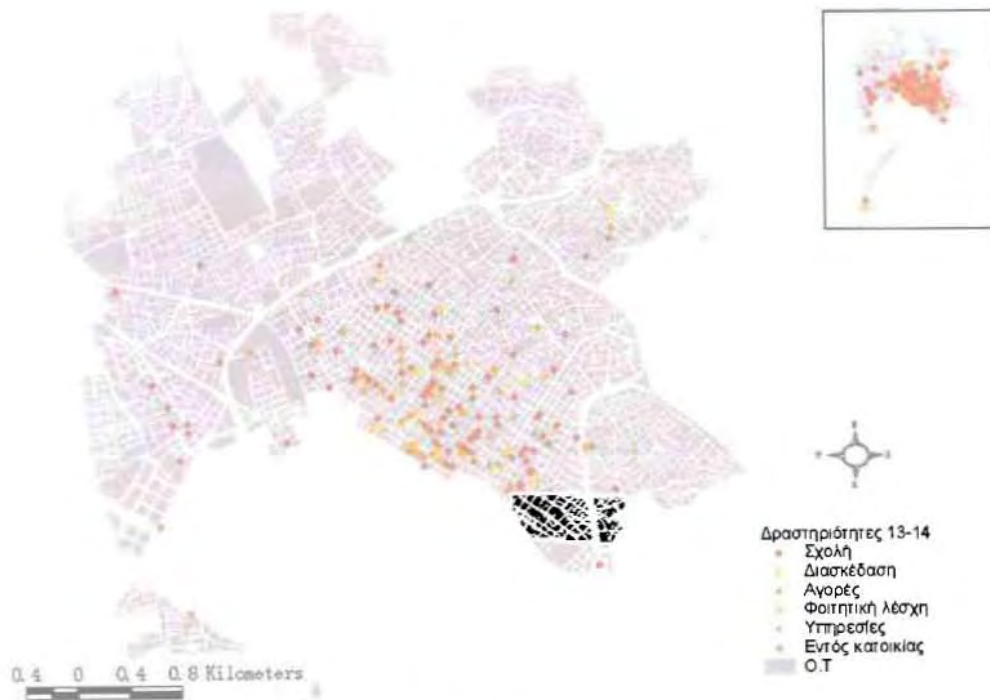 Δραστηριότητες 13-14
Σχολή
Διασκέδαση
Αγορές
Φοιτητική λέσχη
Υπηρεσίες
Εντός κατοικίας
Ο.Τ
0.4 0 0.4 0.8 Kilometers